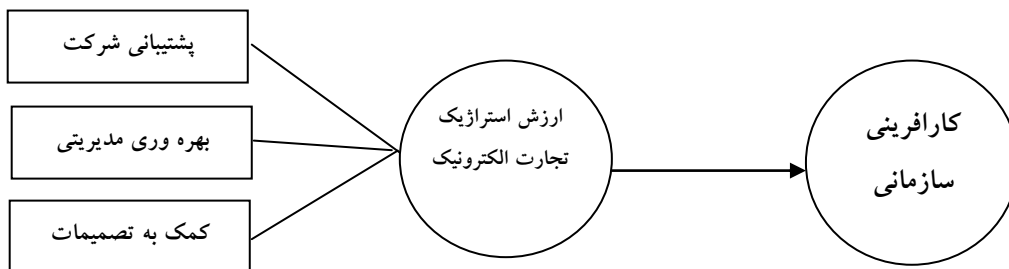 پشتیبانی شرکت
بهره وری مدیریتی
کمک به تصمیمات
ارزش استراژیک
تجارت الکترونیک
کارافرینی
سازمانی